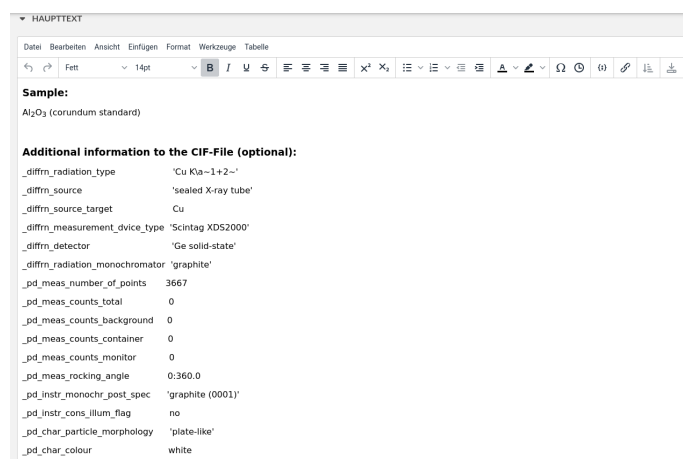 HAUPTTEXT
Datei Bearbeiten Ansicht Einfügen Format Werkzeuge Tabelle
Fett 14pt B I U S X² X₂ A Ω {;}
Sample:
Al₂O₃ (corundum standard)
Additional information to the CIF-File (optional):
_diffrn_radiation_type 'Cu K\a~1+2~'
_diffrn_source 'sealed X-ray tube'
_diffrn_source_target Cu
_diffrn_measurement_dvice_type 'Scintag XDS2000'
_diffrn_detector 'Ge solid-state'
_diffrn_radiation_monochromator 'graphite'
_pd_meas_number_of_points 3667
_pd_meas_counts_total 0
_pd_meas_counts_background 0
_pd_meas_counts_container 0
_pd_meas_counts_monitor 0
_pd_meas_rocking_angle 0:360.0
_pd_instr_monochr_post_spec 'graphite (0001)'
_pd_instr_cons_illum_flag no
_pd_char_particle_morphology 'plate-like'
_pd_char_colour white